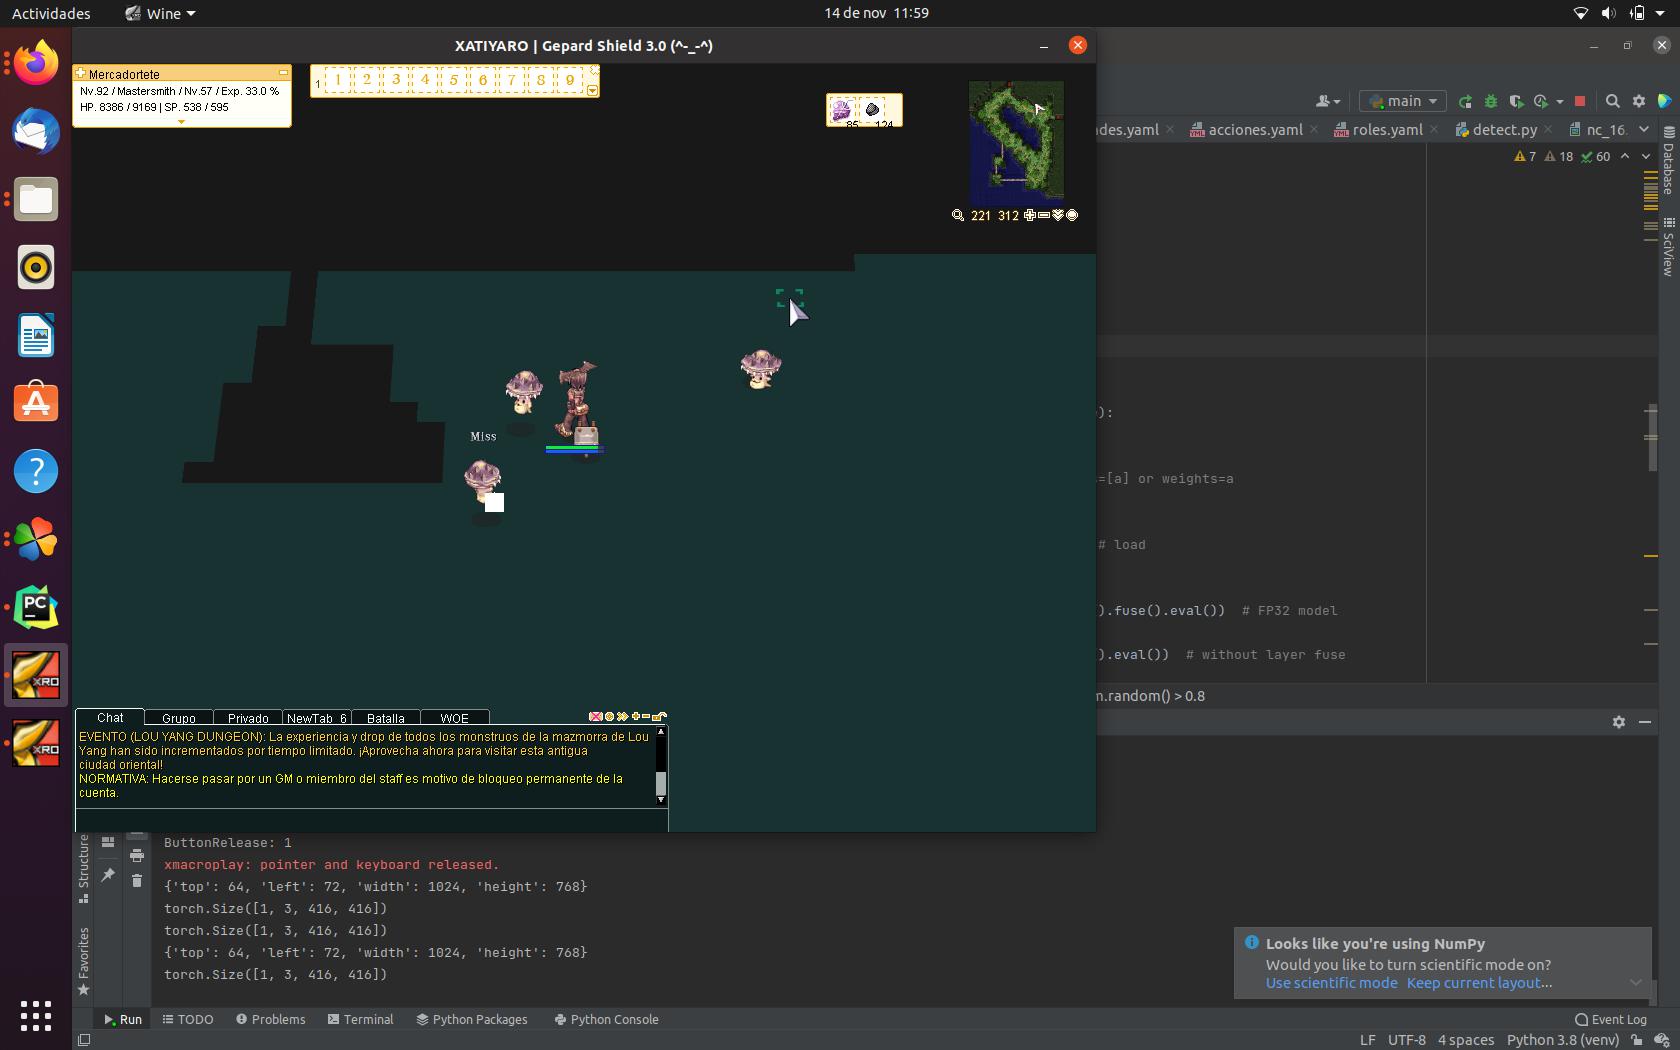 Actividades
Wine
14 de nov 11:59
XATIYARO | Gepard Shield 3.0 (^-_-^)
Mercadortete
Nv.92 / Mastersmith / Nv.57 / Exp. 33.0 %
HP. 8386 / 9169 | SP. 538 / 595
1 1 2 3 4 5 6 7 8 9
85 124
221 312
Miss
main
des.yaml
acciones.yaml
roles.yaml
detect.py
nc_16.
7 18 60
):
=[a] or weights=a
# load
).fuse().eval()) # FP32 model
).eval()) # without layer fuse
m.random() > 0.8
Database
SciView
Chat
Grupo
Privado
NewTab_6
Batalla
WOE
EVENTO (LOU YANG DUNGEON): La experiencia y drop de todos los monstruos de la mazmorra de Lou
Yang han sido incrementados por tiempo limitado. ¡Aprovecha ahora para visitar esta antigua
ciudad oriental!
NORMATIVA: Hacerse pasar por un GM o miembro del staff es motivo de bloqueo permanente de la
cuenta.
PC
XRO
XRO
Structure
Favorites
ButtonRelease: 1
xmacroplay: pointer and keyboard released.
{'top': 64, 'left': 72, 'width': 1024, 'height': 768}
torch.Size([1, 3, 416, 416])
torch.Size([1, 3, 416, 416])
{'top': 64, 'left': 72, 'width': 1024, 'height': 768}
torch.Size([1, 3, 416, 416])
Looks like you're using NumPy
Would you like to turn scientific mode on?
Use scientific mode Keep current layout...
Run
TODO
Problems
Terminal
Python Packages
Python Console
Event Log
LF UTF-8 4 spaces Python 3.8 (venv)